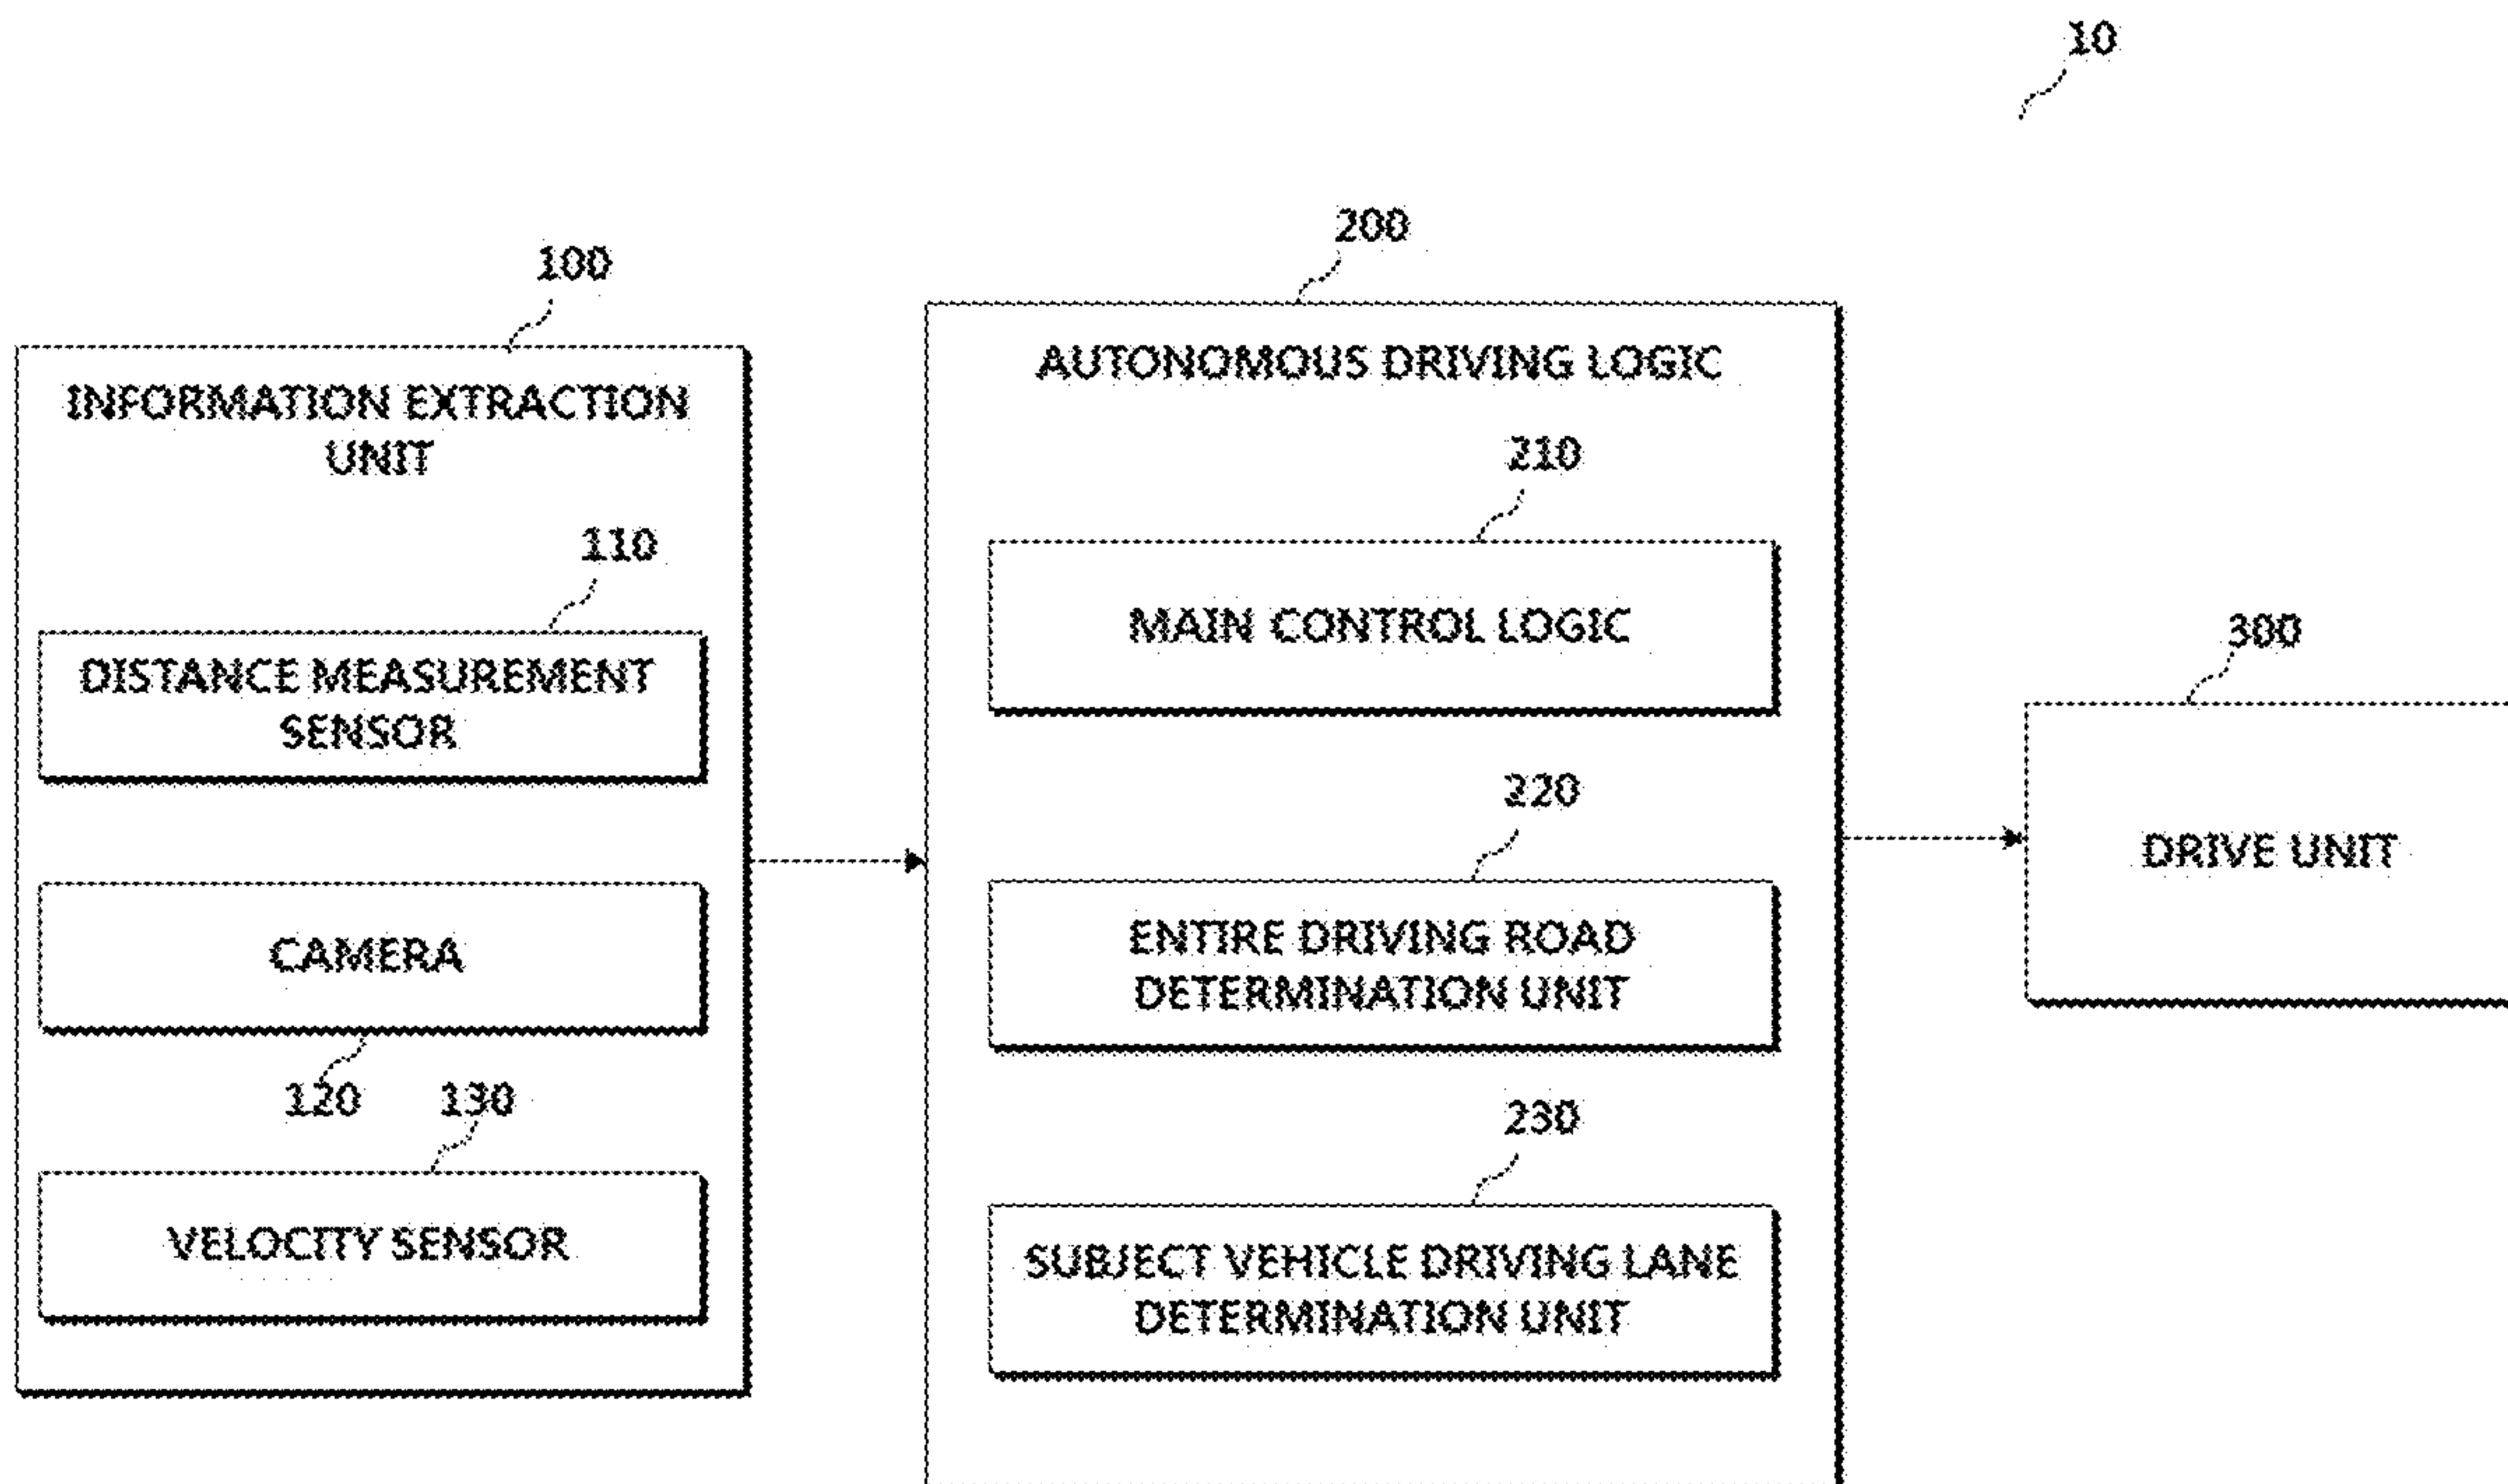 10
100
INFORMATION EXTRACTION
UNIT
110
DISTANCE MEASUREMENT
SENSOR
CAMERA
120 130
VELOCITY SENSOR
200
AUTONOMOUS DRIVING LOGIC
210
MAIN CONTROL LOGIC
220
ENTIRE DRIVING ROAD
DETERMINATION UNIT
230
SUBJECT VEHICLE DRIVING LANE
DETERMINATION UNIT
300
DRIVE UNIT